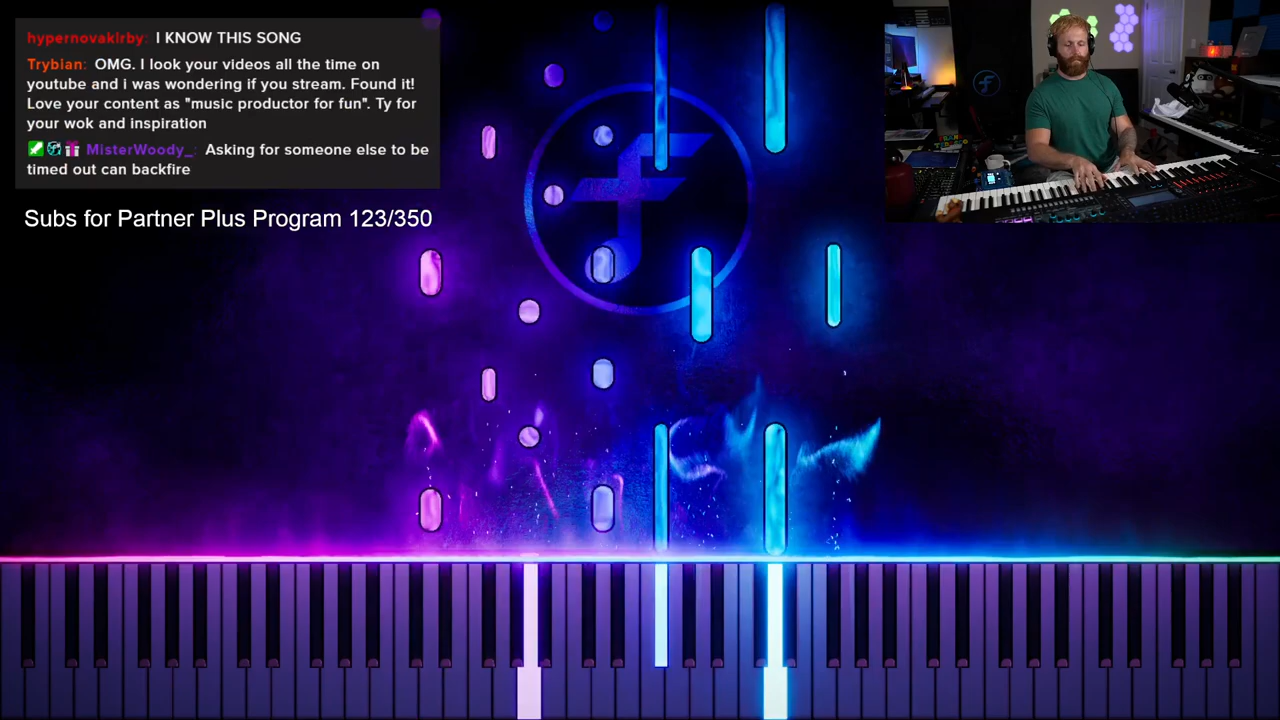 hypernovakirby: I KNOW THIS SONG
Trybian: OMG. I look your videos all the time on
youtube and i was wondering if you stream. Found it!
Love your content as "music productor for fun". Ty for
your wok and inspiration
MisterWoody_: Asking for someone else to be
timed out can backfire
Subs for Partner Plus Program 123/350